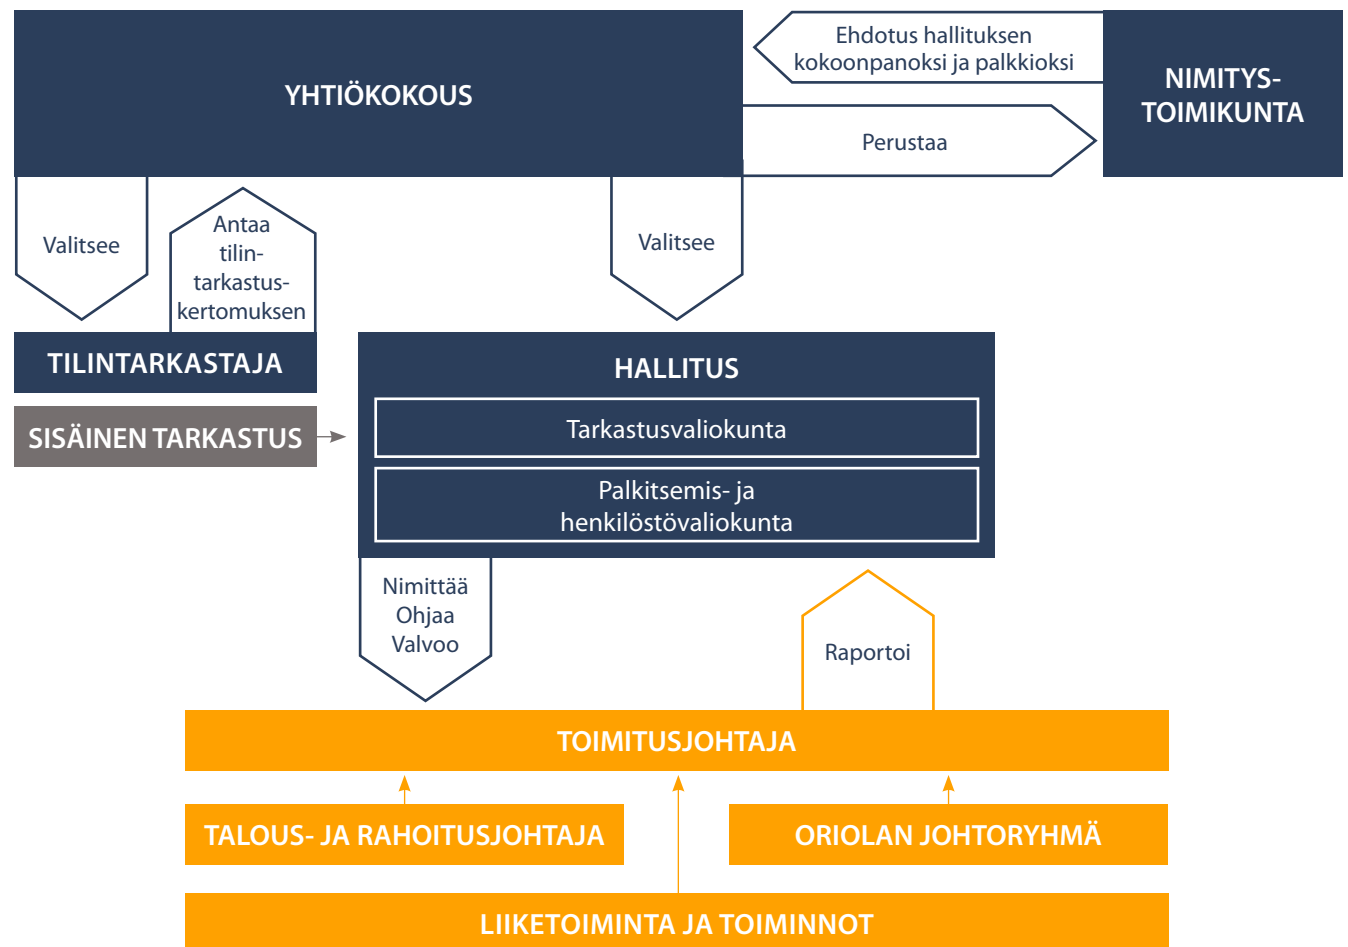 YHTIÖKOKOUS
Ehdotus hallituksen
kokoonpanoksi ja palkkioksi
NIMITYS-
TOIMIKUNTA
Perustaa
Valitsee
Antaa
tilin-
tarkastus-
kertomuksen
Valitsee
TILINTARKASTAJA
SISÄINEN TARKASTUS
HALLITUS
Tarkastusvaliokunta
Palkitsemis- ja
henkilöstövaliokunta
Nimittää
Ohjaa
Valvoo
Raportoi
TOIMITUSJOHTAJA
TALOUS- JA RAHOITUSJOHTAJA
ORIOLAN JOHTORYHMÄ
LIIKETOIMINTA JA TOIMINNOT